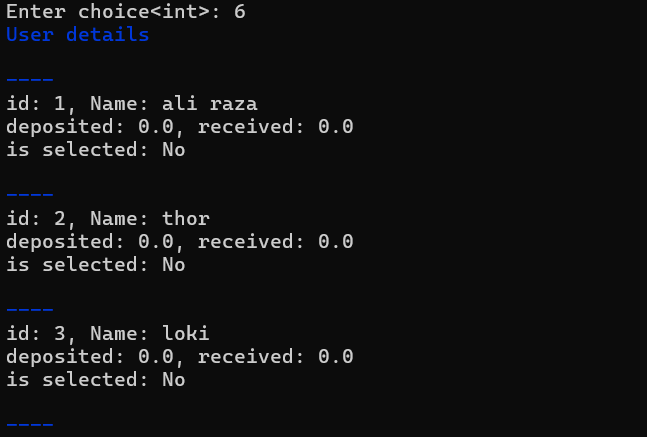 Enter choice<int>: 6
User details
----
id: 1, Name: ali raza
deposited: 0.0, received: 0.0
is selected: No
----
id: 2, Name: thor
deposited: 0.0, received: 0.0
is selected: No
----
id: 3, Name: loki
deposited: 0.0, received: 0.0
is selected: No
----